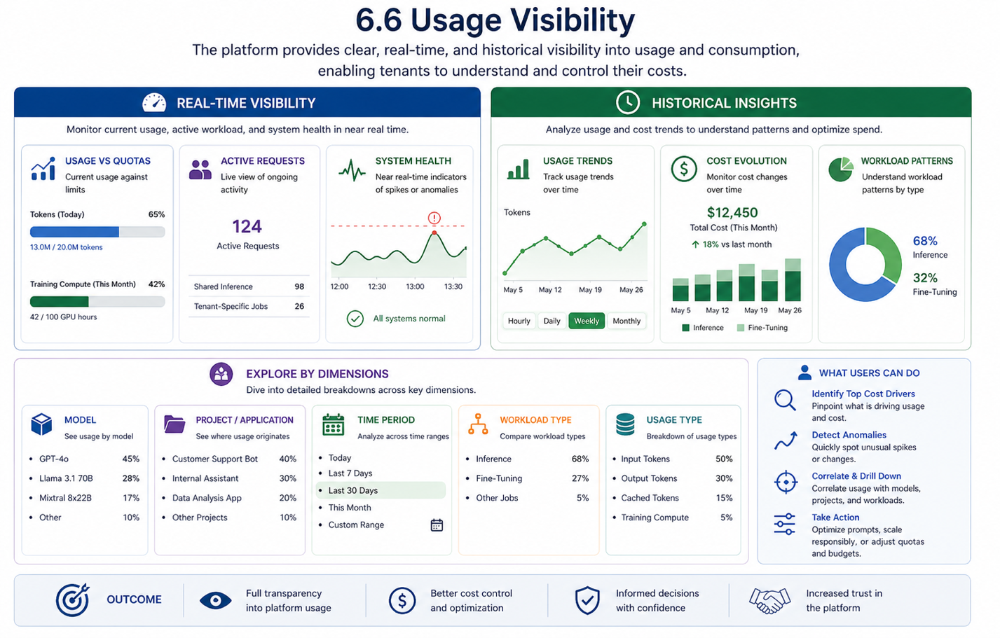 6.6 Usage Visibility
The platform provides clear, real-time, and historical visibility into usage and consumption,
enabling tenants to understand and control their costs.
REAL-TIME VISIBILITY
Monitor current usage, active workload, and system health in near real time.
USAGE VS QUOTAS
Current usage against
limits
Tokens (Today) 65%
13.0M / 20.0M tokens
Training Compute (This Month) 42%
42 / 100 GPU hours
ACTIVE REQUESTS
Live view of ongoing
activity
124
Active Requests
Shared Inference 98
Tenant-Specific Jobs 26
SYSTEM HEALTH
Near real-time indicators
of spikes or anomalies
12:00 12:30 13:00 13:30
All systems normal
HISTORICAL INSIGHTS
Analyze usage and cost trends to understand patterns and optimize spend.
USAGE TRENDS
Track usage trends
over time
Tokens
May 5 May 12 May 19 May 26
Hourly Daily Weekly Monthly
COST EVOLUTION
Monitor cost changes
over time
$12,450
Total Cost (This Month)
↑ 18% vs last month
May 5 May 12 May 19 May 26
Inference Fine-Tuning
WORKLOAD PATTERNS
Understand workload
patterns by type
68%
Inference
32%
Fine-Tuning
EXPLORE BY DIMENSIONS
Dive into detailed breakdowns across key dimensions.
MODEL
See usage by model
• GPT-4o 45%
• Llama 3.1 70B 28%
• Mixtral 8x22B 17%
• Other 10%
PROJECT / APPLICATION
See where usage originates
• Customer Support Bot 40%
• Internal Assistant 30%
• Data Analysis App 20%
• Other Projects 10%
TIME PERIOD
Analyze across time ranges
• Today
• Last 7 Days
• Last 30 Days
• This Month
• Custom Range
WORKLOAD TYPE
Compare workload types
• Inference 68%
• Fine-Tuning 27%
• Other Jobs 5%
USAGE TYPE
Breakdown of usage types
• Input Tokens 50%
• Output Tokens 30%
• Cached Tokens 15%
• Training Compute 5%
WHAT USERS CAN DO
Identify Top Cost Drivers
Pinpoint what is driving usage
and cost.
Detect Anomalies
Quickly spot unusual spikes
or changes.
Correlate & Drill Down
Correlate usage with models,
projects, and workloads.
Take Action
Optimize prompts, scale
responsibly, or adjust quotas
and budgets.
OUTCOME
Full transparency
into platform usage
Better cost control
and optimization
Informed decisions
with confidence
Increased trust in
the platform